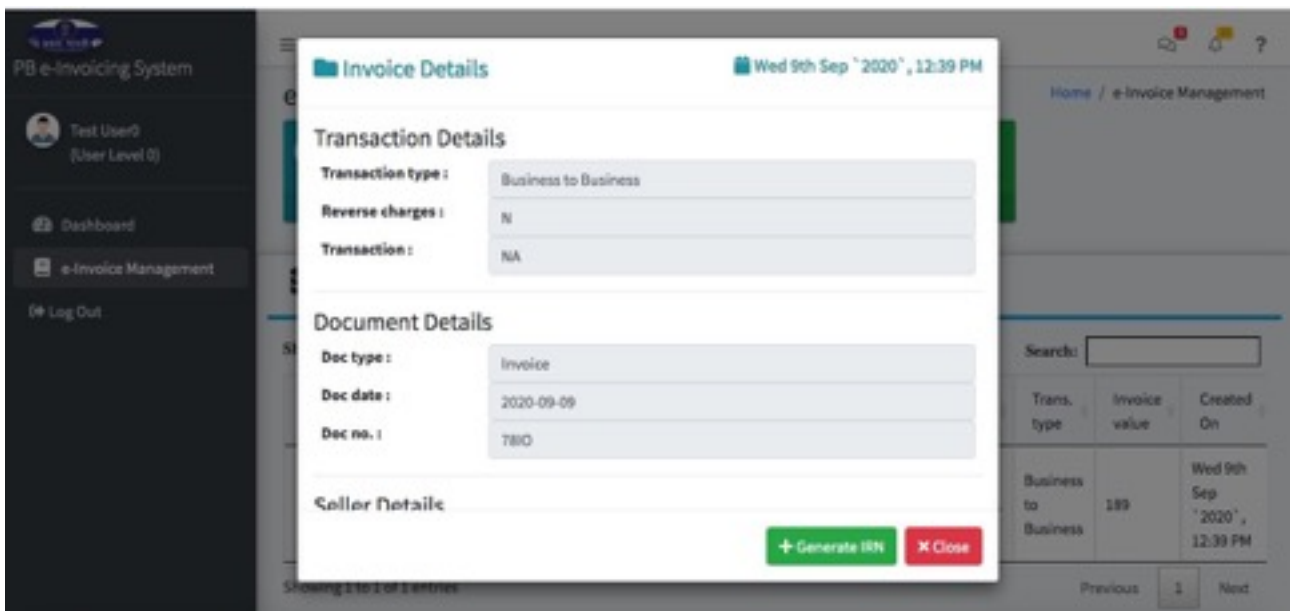 PB e-Invoicing System
Test User0
(User Level 0)
Dashboard
e-Invoice Management
Log Out
?
Home / e-Invoice Management
Invoice Details
Wed 9th Sep `2020`, 12:39 PM
Transaction Details
Transaction type :
Business to Business
Reverse charges :
N
Transaction :
NA
Document Details
Doc type :
Invoice
Doc date :
2020-09-09
Doc no. :
78IO
Seller Details
+ Generate IRN
× Close
Search:
Trans. type
Invoice value
Created On
Business to Business
189
Wed 9th Sep `2020`, 12:39 PM
Showing 1 to 1 of 1 entries
Previous 1 Next